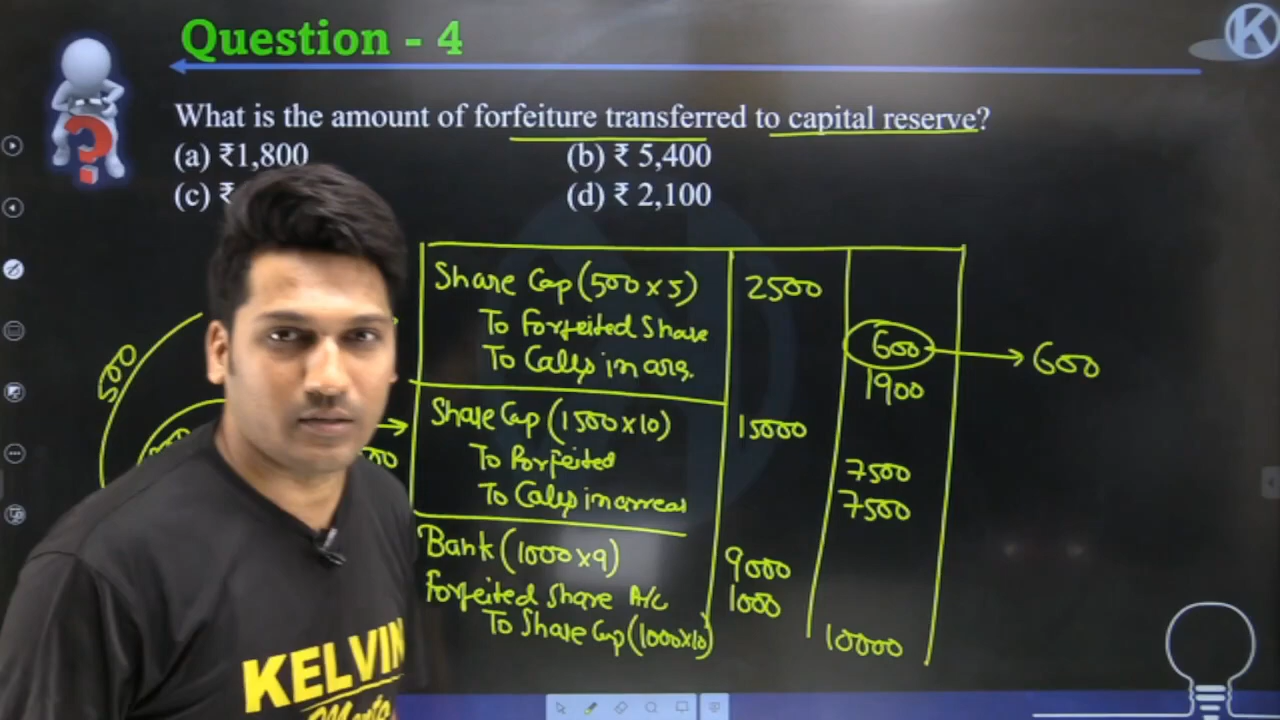 Question - 4
What is the amount of forfeiture transferred to capital reserve?
(a) ₹1,800
(b) ₹ 5,400
(c) ₹
(d) ₹ 2,100
Share Cap (500 x 5) 2500
To Forfeited Share 600 → 600
To Calls in arrs. 1900
Share Cap (1500 x 10) 15000
To Forfeited 7500
To Calls in arrear 7500
Bank (1000 x 9) 9000
Forfeited Share A/c 1000
To Share Cap (1000x10) 10000
500
KELVIN
K